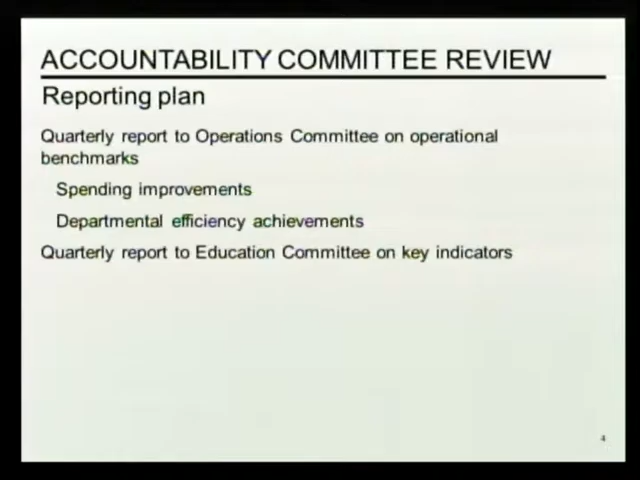 ACCOUNTABILITY COMMITTEE REVIEW
Reporting plan
Quarterly report to Operations Committee on operational
benchmarks
Spending improvements
Departmental efficiency achievements
Quarterly report to Education Committee on key indicators
4